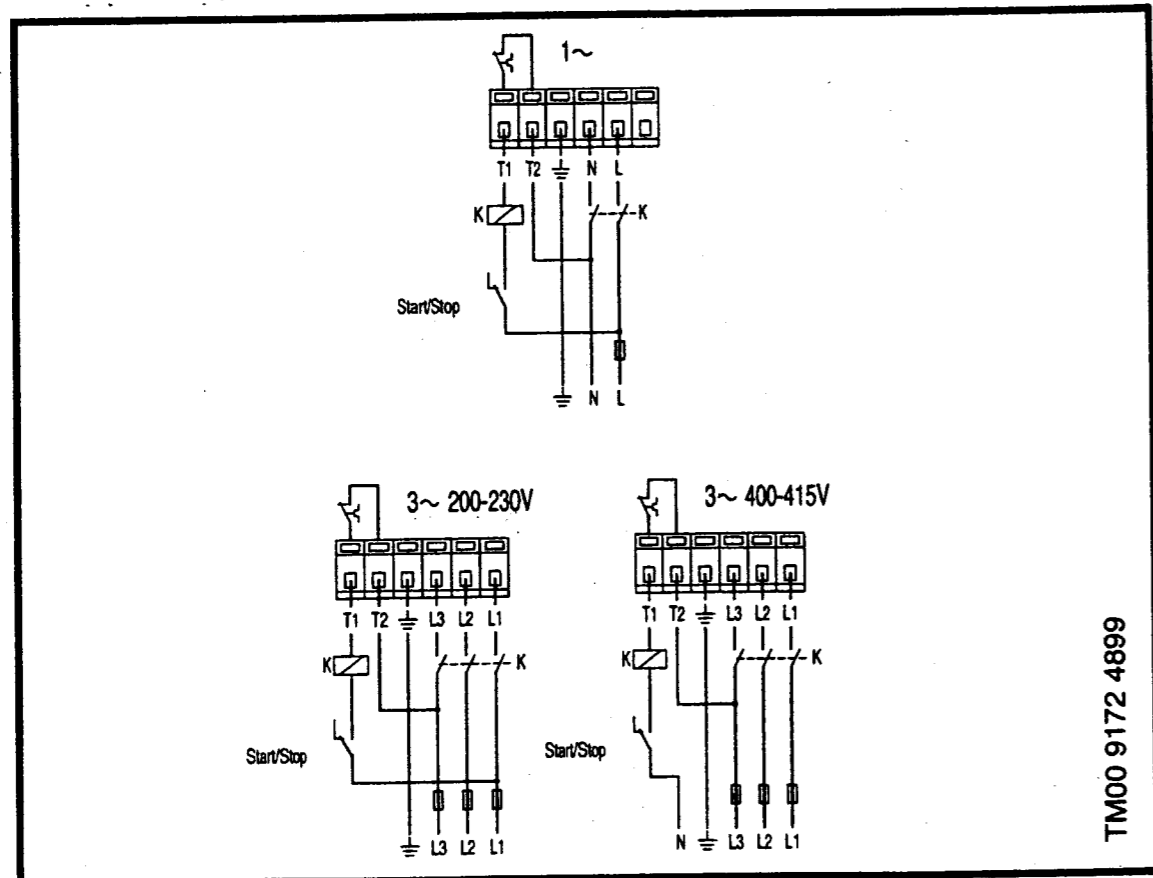 1~
T1 T2 N L
K K
Start/Stop
N L
3~ 200-230V
T1 T2 L3 L2 L1
K K
Start/Stop
L3 L2 L1
3~ 400-415V
T1 T2 L3 L2 L1
K K
Start/Stop
N L3 L2 L1
TM00 9172 4899